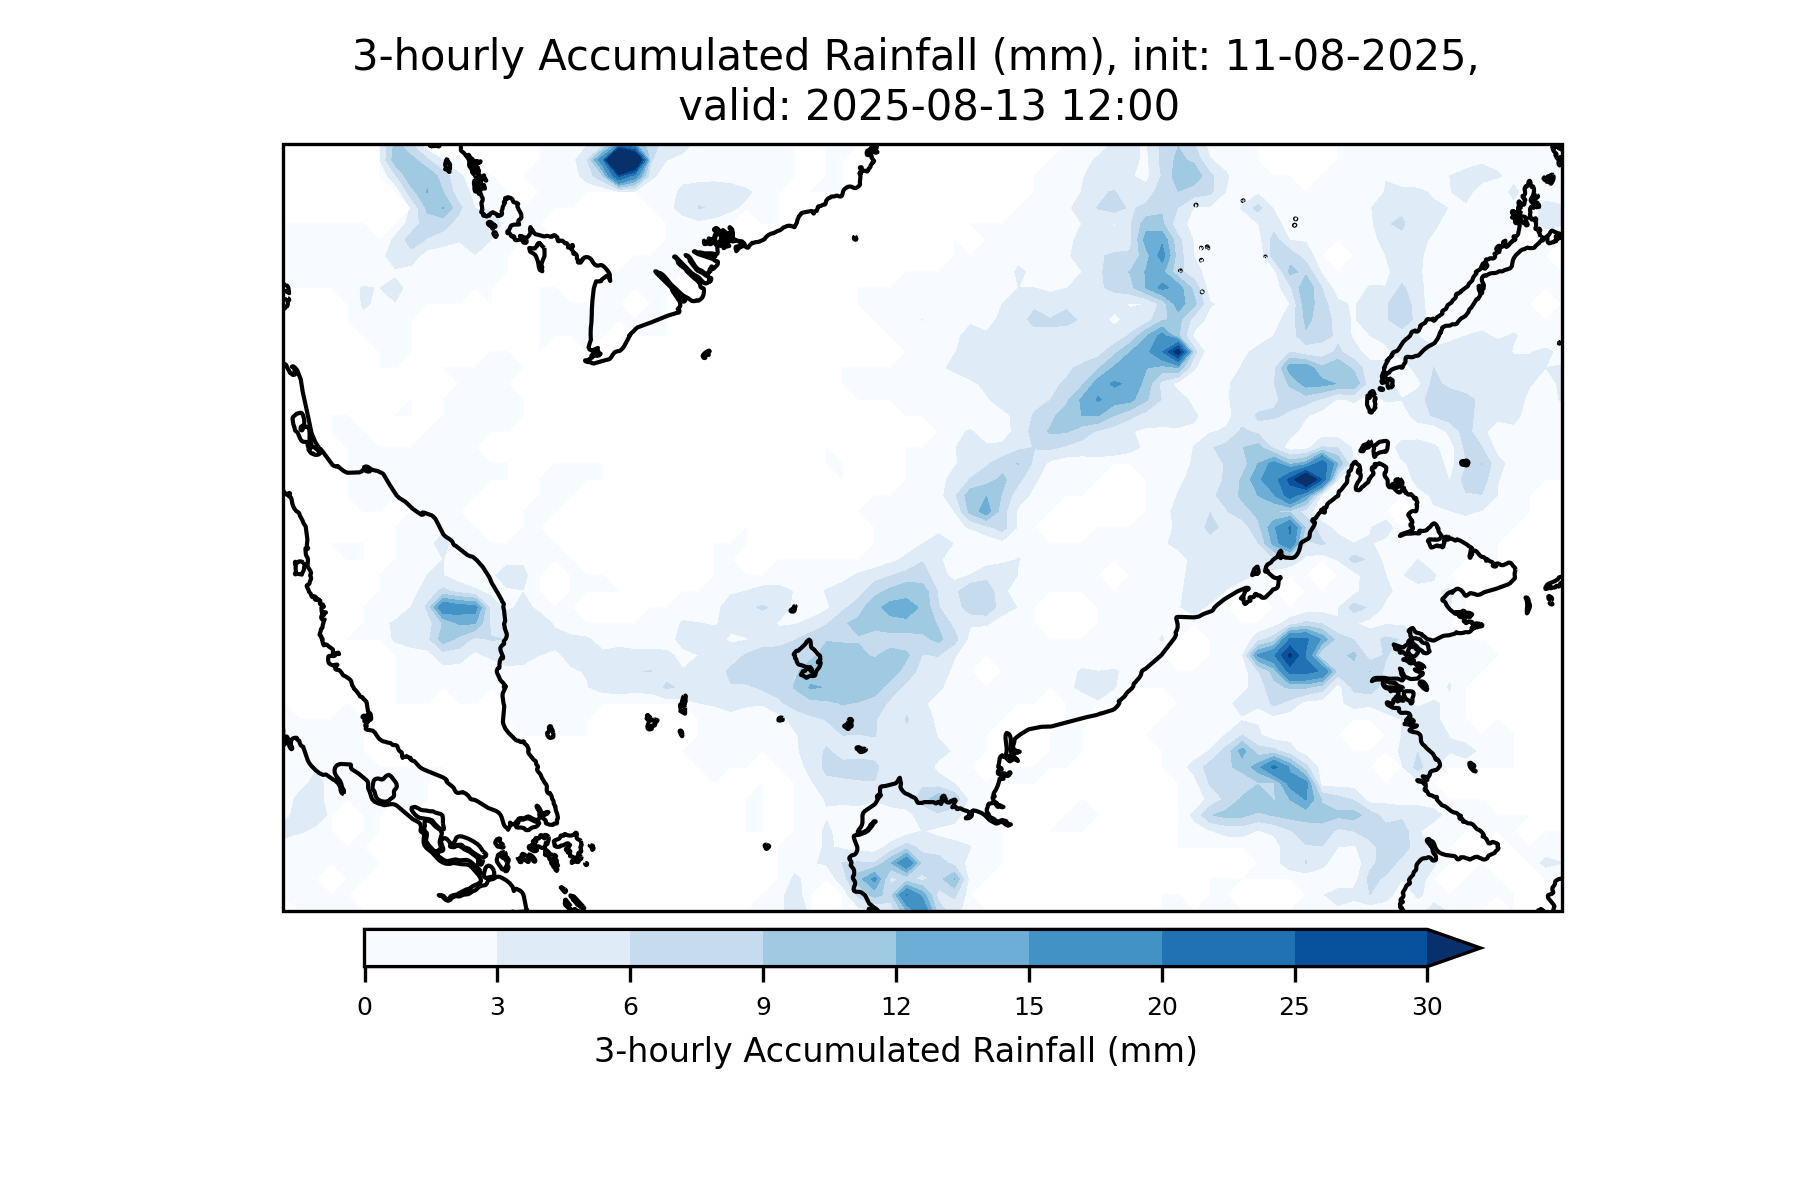 3-hourly Accumulated Rainfall (mm), init: 11-08-2025,
valid: 2025-08-13 12:00
0 3 6 9 12 15 20 25 30
3-hourly Accumulated Rainfall (mm)